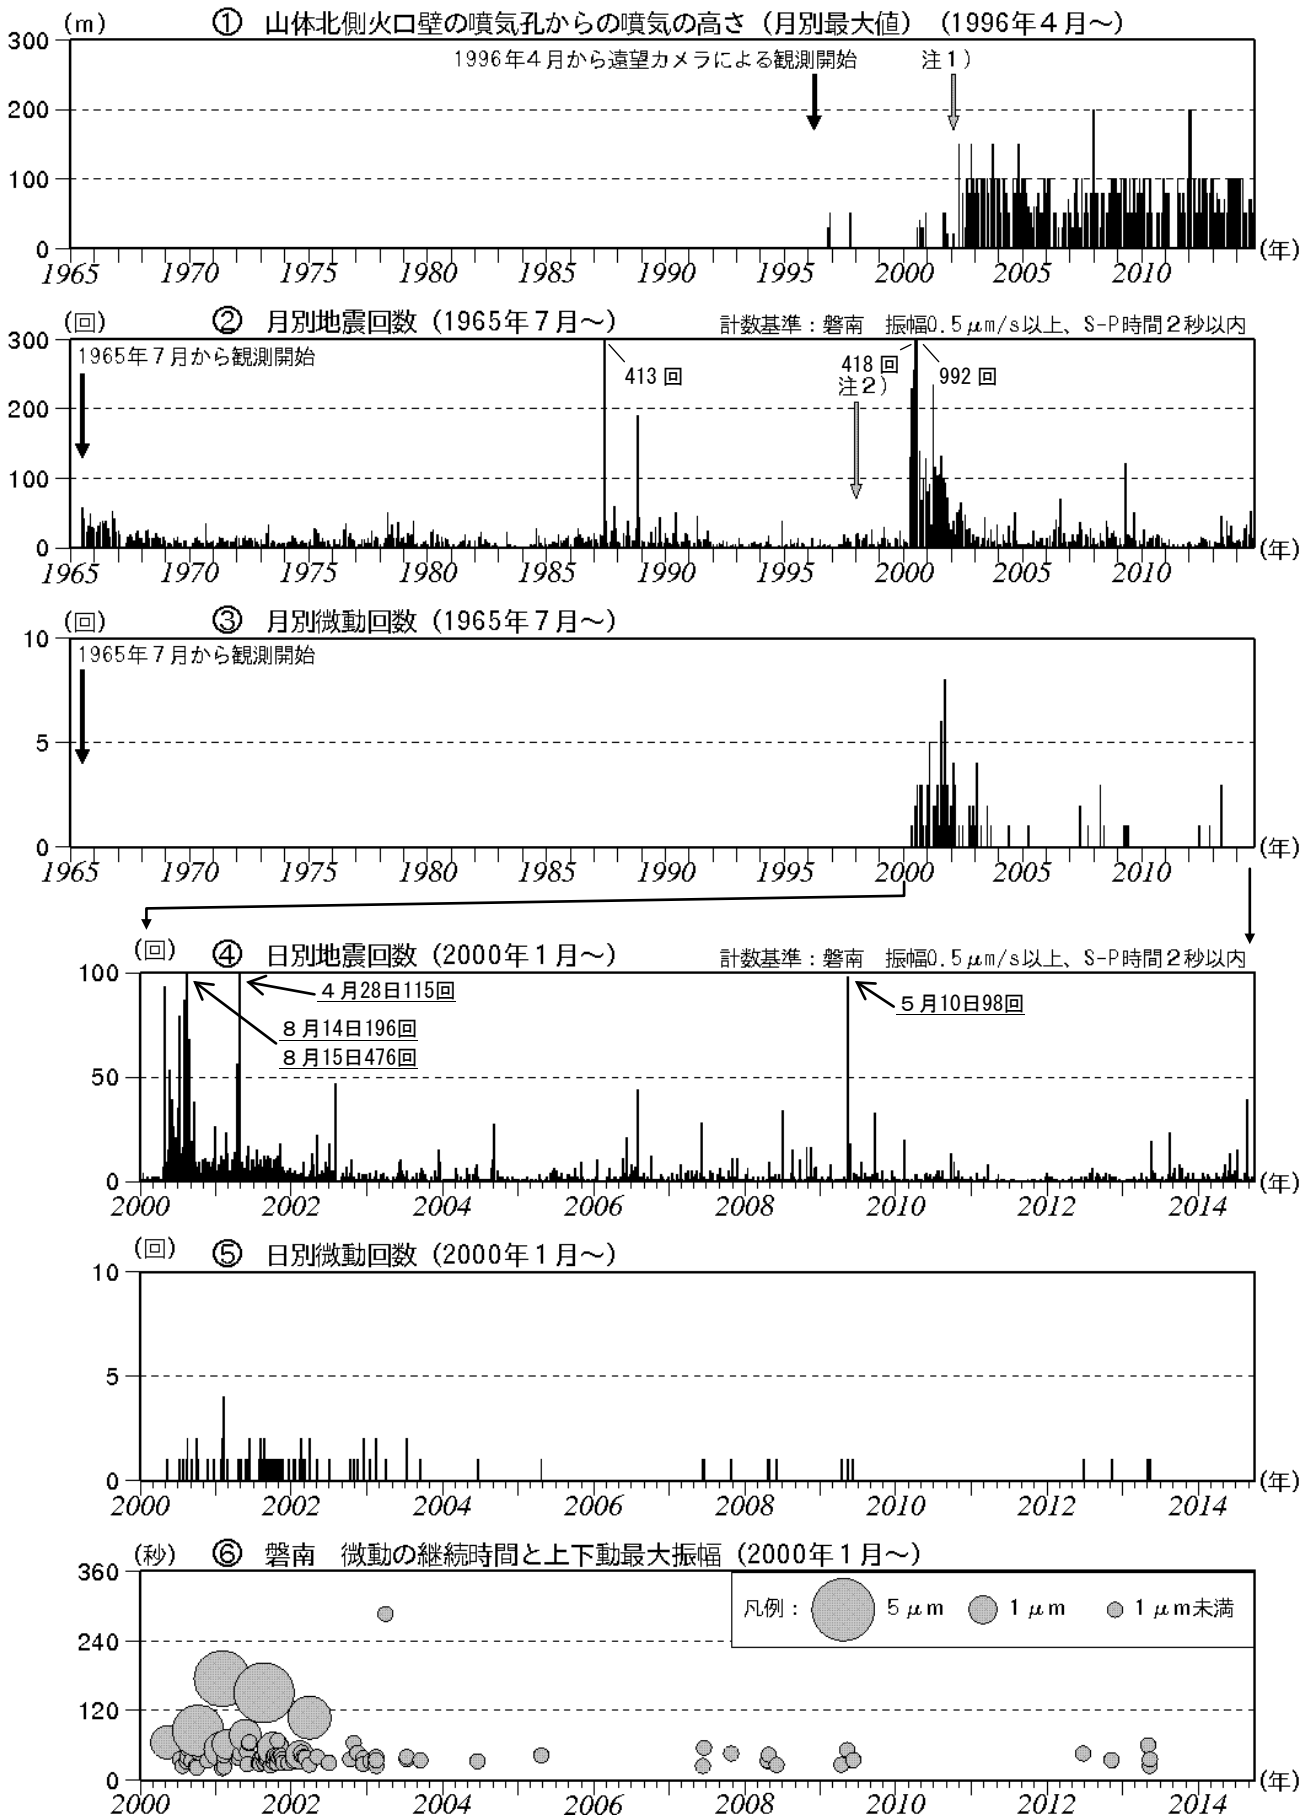 (m) ① 山体北側火口壁の噴気孔からの噴気の高さ（月別最大値）（1996年４月～）
300
1996年４月から遠望カメラによる観測開始 注１）
200
100
0 (年)
1965 1970 1975 1980 1985 1990 1995 2000 2005 2010
(回) ② 月別地震回数（1965年７月～） 計数基準：磐南 振幅0.5μm/s以上、S-P時間２秒以内
300
1965年７月から観測開始 413 回 418 回 992 回
注２）
200
100
0 (年)
1965 1970 1975 1980 1985 1990 1995 2000 2005 2010
(回) ③ 月別微動回数（1965年７月～）
10
1965年７月から観測開始
5
0 (年)
1965 1970 1975 1980 1985 1990 1995 2000 2005 2010
(回) ④ 日別地震回数（2000年１月～） 計数基準：磐南 振幅0.5μm/s以上、S-P時間２秒以内
100
４月28日115回 ５月10日98回
８月14日196回
８月15日476回
50
0 (年)
2000 2002 2004 2006 2008 2010 2012 2014
(回) ⑤ 日別微動回数（2000年１月～）
10
5
0 (年)
2000 2002 2004 2006 2008 2010 2012 2014
(秒) ⑥ 磐南 微動の継続時間と上下動最大振幅（2000年１月～）
360
凡例： 5 μm 1 μm 1 μm未満
240
120
0 (年)
2000 2002 2004 2006 2008 2010 2012 2014